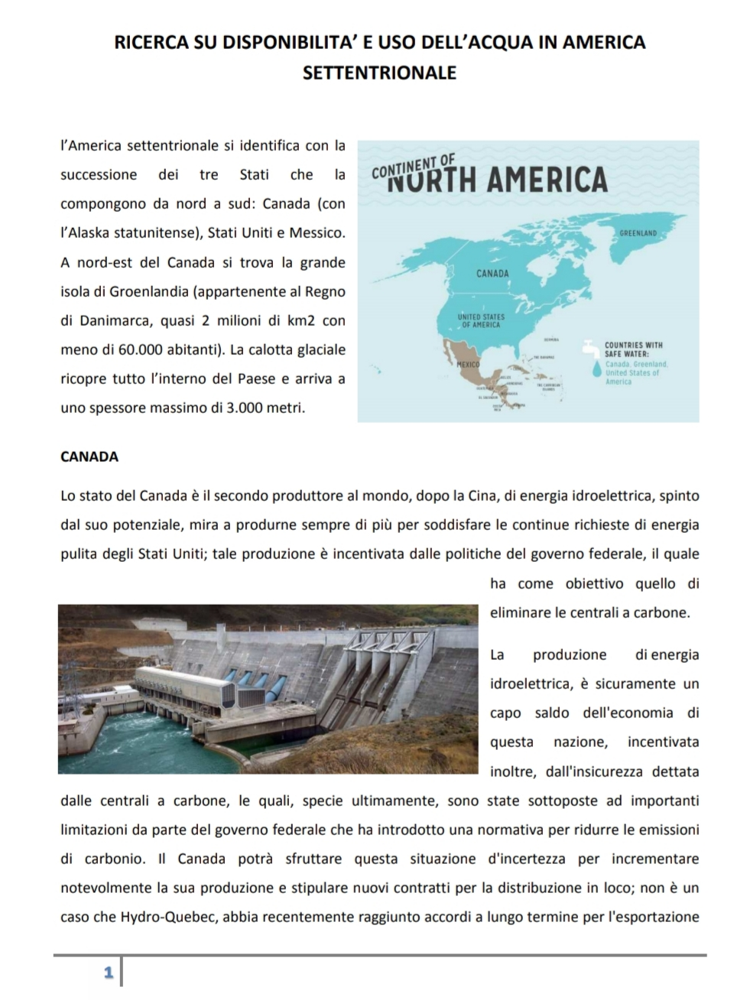 RICERCA SU DISPONIBILITA' E USO DELL'ACQUA IN AMERICA
SETTENTRIONALE
l'America settentrionale si identifica con la
successione dei tre Stati che la
compongono da nord a sud: Canada (con
l'Alaska statunitense), Stati Uniti e Messico.
A nord-est del Canada si trova la grande
isola di Groenlandia (appartenente al Regno
di Danimarca, quasi 2 milioni di km2 con
meno di 60.000 abitanti). La calotta glaciale
ricopre tutto l'interno del Paese e arriva a
uno spessore massimo di 3.000 metri.
CONTINENT OF
NORTH AMERICA
GREENLAND
CANADA
UNITED STATES
OF AMERICA
MEXICO
COUNTRIES WITH
SAFE WATER:
Canada, Greenland,
United States of
America
CANADA
Lo stato del Canada è il secondo produttore al mondo, dopo la Cina, di energia idroelettrica, spinto
dal suo potenziale, mira a produrne sempre di più per soddisfare le continue richieste di energia
pulita degli Stati Uniti; tale produzione è incentivata dalle politiche del governo federale, il quale
ha come obiettivo quello di
eliminare le centrali a carbone.
La produzione di energia
idroelettrica, è sicuramente un
capo saldo dell'economia di
questa nazione, incentivata
inoltre, dall'insicurezza dettata
dalle centrali a carbone, le quali, specie ultimamente, sono state sottoposte ad importanti
limitazioni da parte del governo federale che ha introdotto una normativa per ridurre le emissioni
di carbonio. Il Canada potrà sfruttare questa situazione d'incertezza per incrementare
notevolmente la sua produzione e stipulare nuovi contratti per la distribuzione in loco; non è un
caso che Hydro-Quebec, abbia recentemente raggiunto accordi a lungo termine per l'esportazione
1